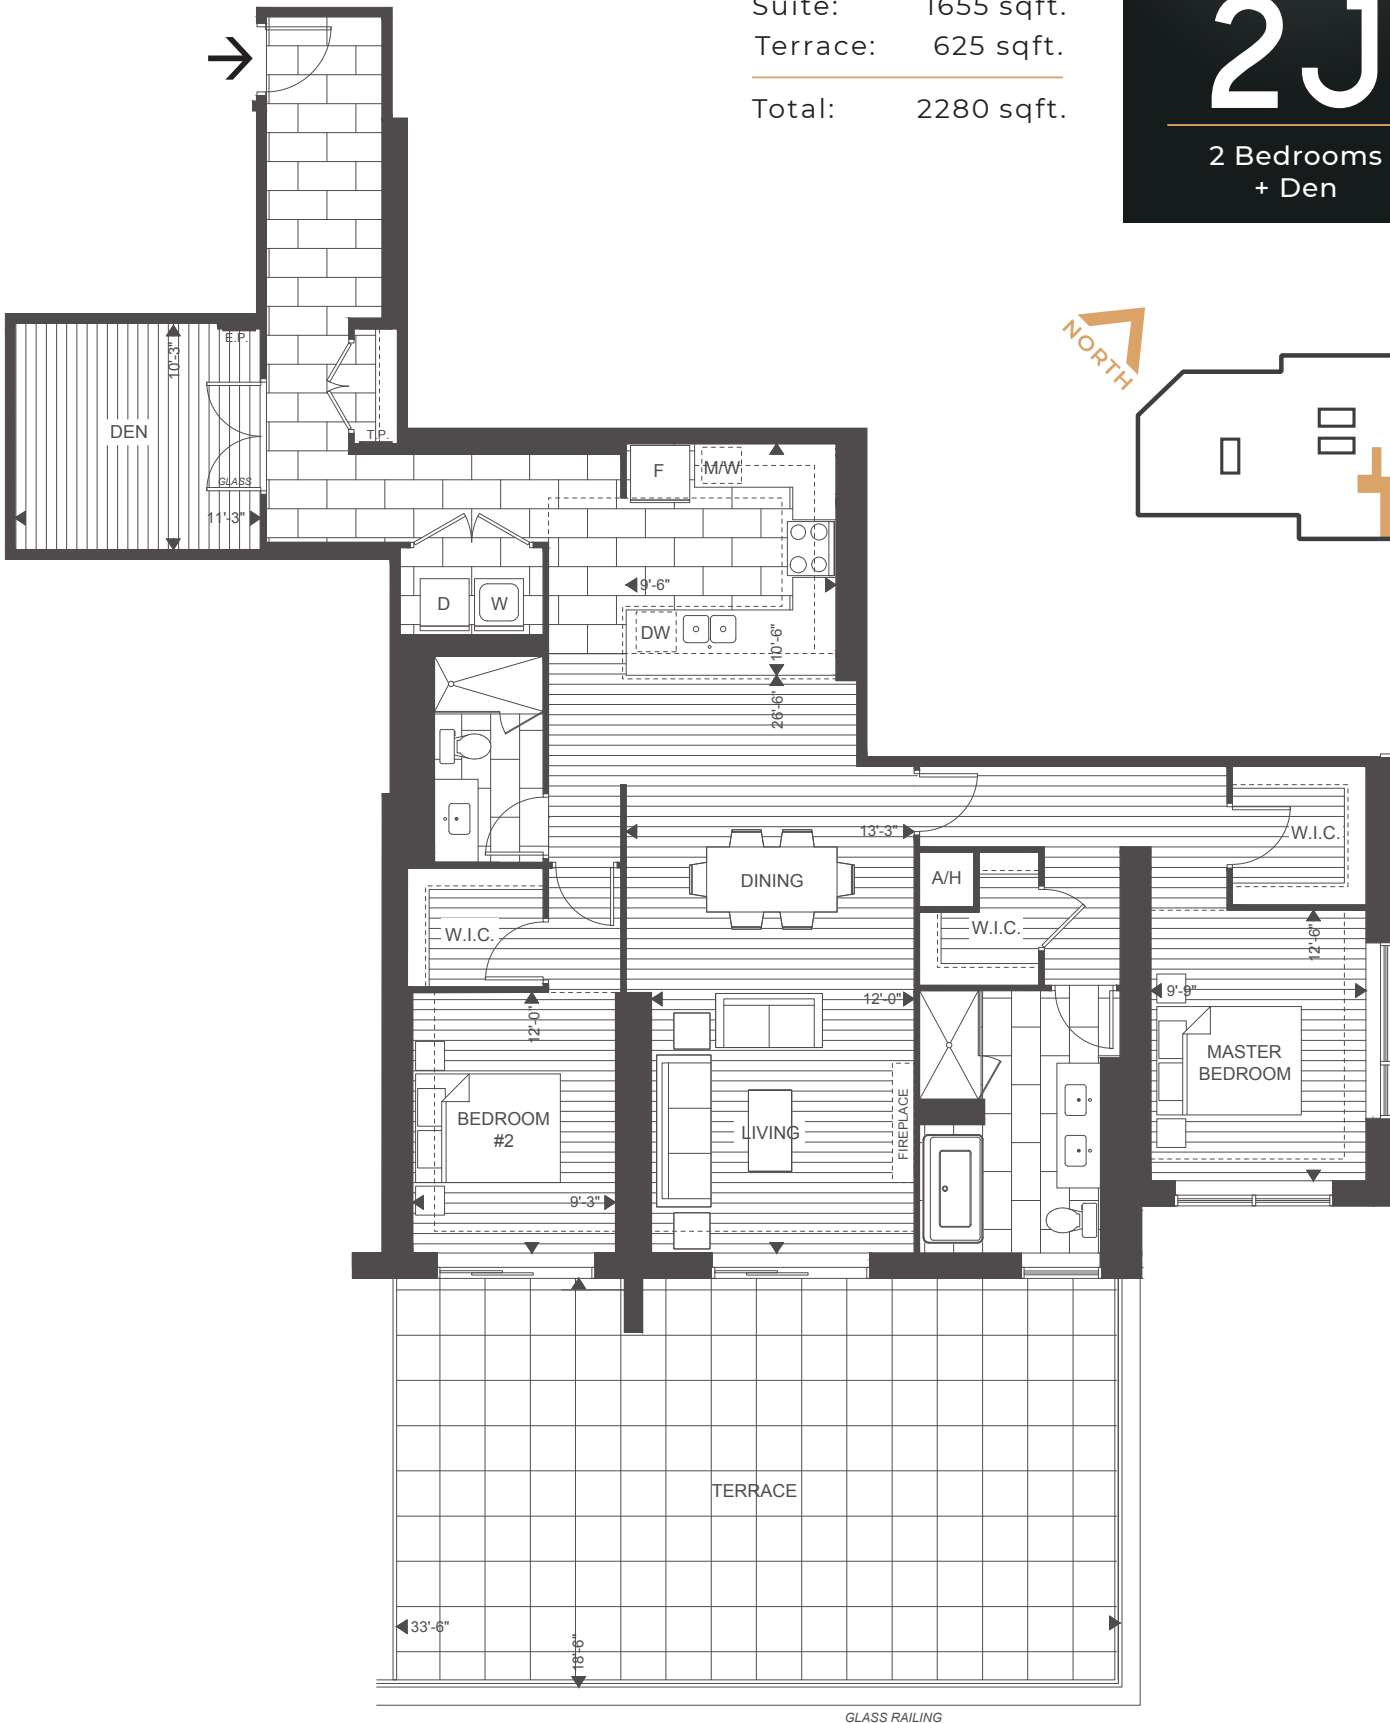 Suite: 1655 sqft.
Terrace: 625 sqft.
Total: 2280 sqft.
2J
2 Bedrooms
+ Den
NORTH
E.P.
10'-3"
DEN
T.P.
GLASS
11'-3"
F
M/W
9'-6"
D
W
DW
10'-6"
26'-6"
13'-3"
W.I.C.
DINING
A/H
W.I.C.
W.I.C.
12'-6"
9'-9"
12'-0"
12'-0"
MASTER
BEDROOM
BEDROOM
#2
LIVING
FIREPLACE
9'-3"
TERRACE
33'-6"
18'-6"
GLASS RAILING